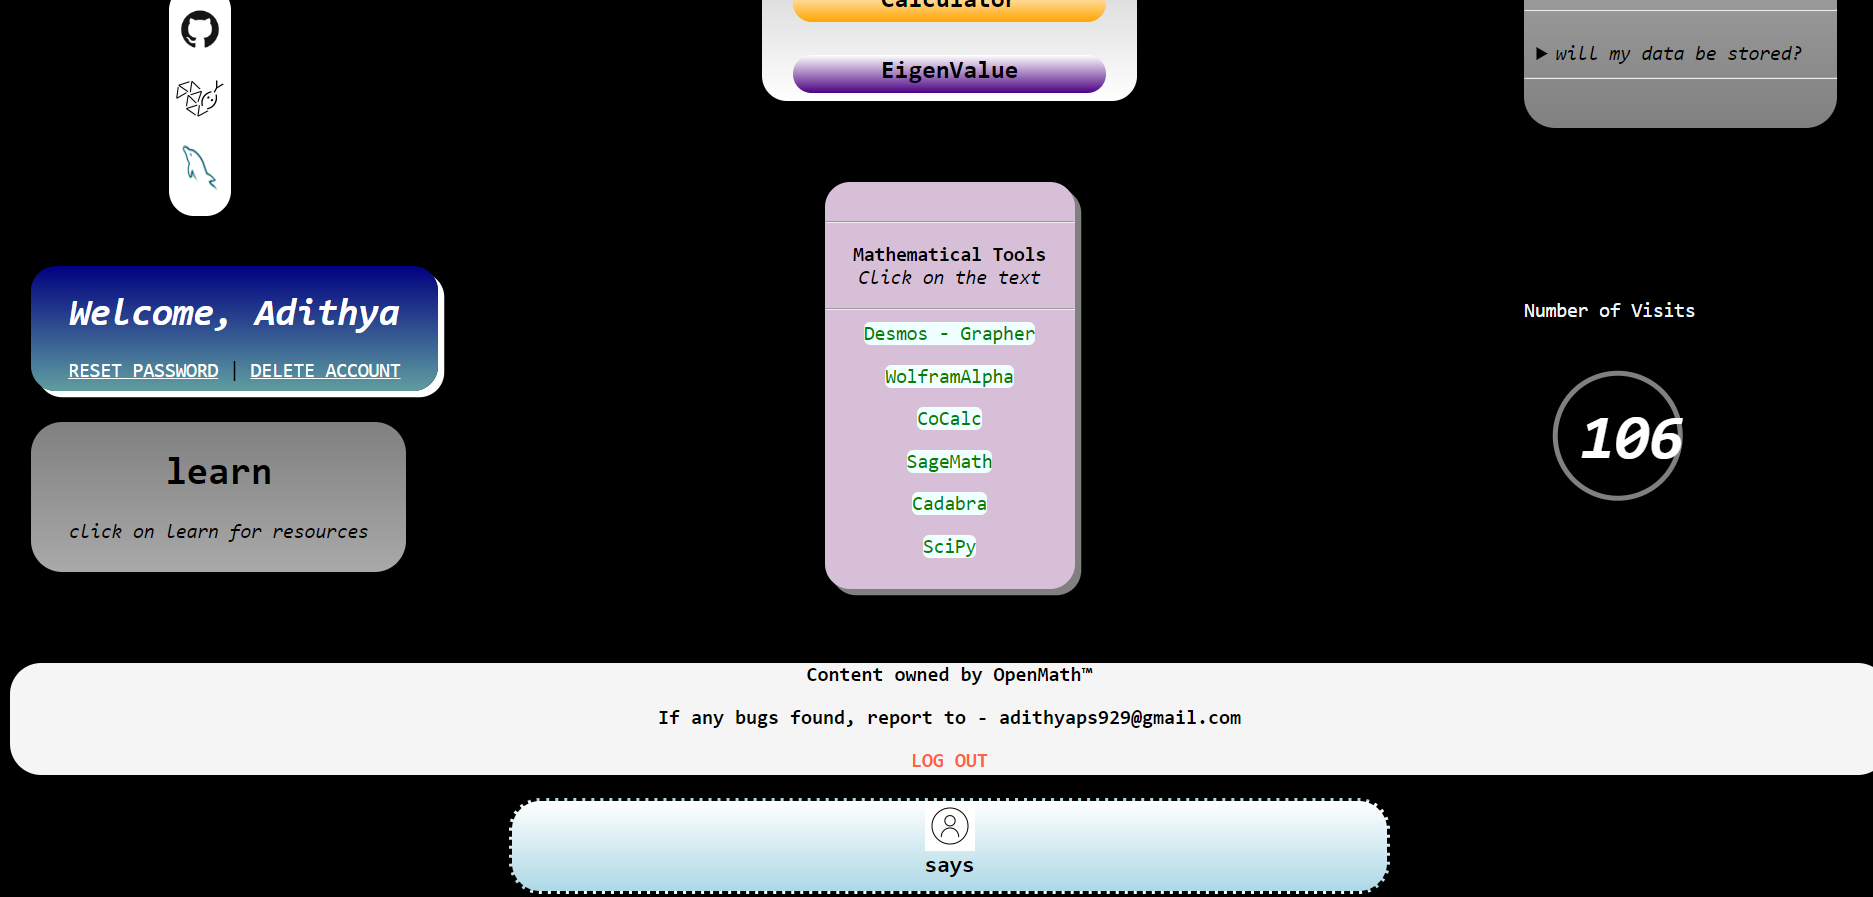 Calculator
EigenValue
▶ will my data be stored?
Mathematical Tools
Click on the text
Desmos - Grapher
WolframAlpha
CoCalc
SageMath
Cadabra
SciPy
Welcome, Adithya
RESET PASSWORD | DELETE ACCOUNT
learn
click on learn for resources
Number of Visits
106
Content owned by OpenMath™
If any bugs found, report to - adithyaps929@gmail.com
LOG OUT
says